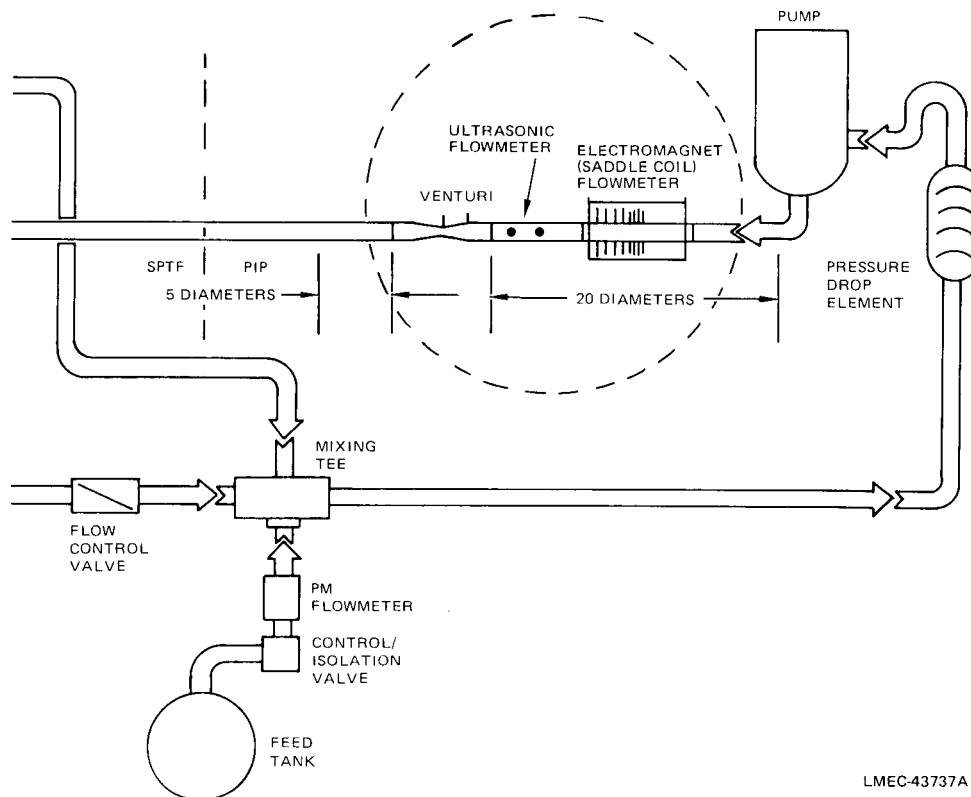 PUMP
ULTRASONIC
FLOWMETER
ELECTROMAGNET
(SADDLE COIL)
FLOWMETER
VENTURI
SPTF
PIP
5 DIAMETERS
20 DIAMETERS
PRESSURE
DROP
ELEMENT
MIXING
TEE
FLOW
CONTROL
VALVE
PM
FLOWMETER
CONTROL/
ISOLATION
VALVE
FEED
TANK
LMEC-43737A